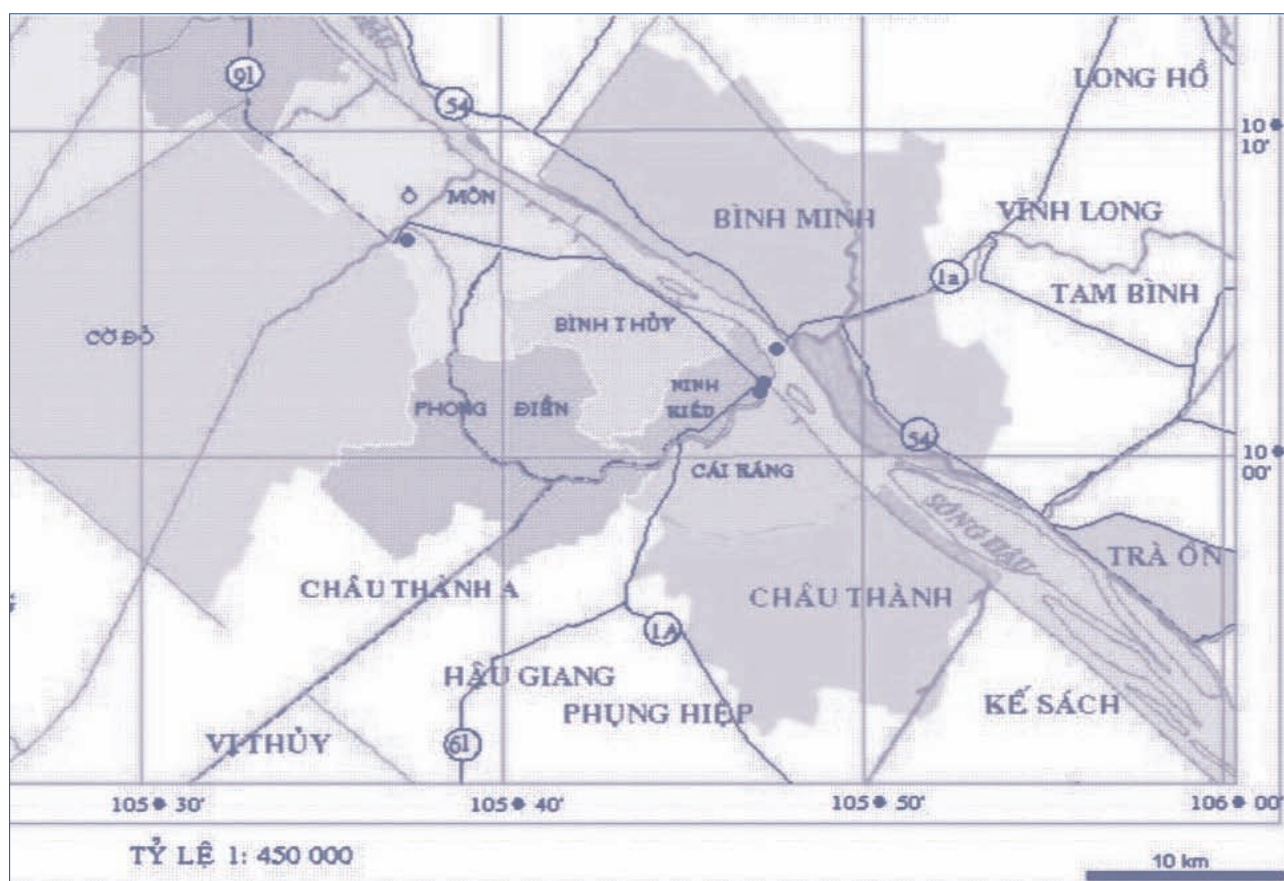 HẬU
91
54
LONG HỒ
10
10'
Ô MÔN
BÌNH MINH
VĨNH LONG
1a
TAM BÌNH
CỜ ĐỎ
BÌNH THỦY
NINH
KIỀU
PHONG ĐIỀN
54
10
00'
CÁI RĂNG
SÔNG HẬU
TRÀ ÔN
CHÂU THÀNH A
CHÂU THÀNH
1A
HẬU GIANG
KẾ SÁCH
PHỤNG HIỆP
VỊ THỦY
61
105 30'
105 40'
105 50'
106 00'
TỶ LỆ 1: 450 000
10 km